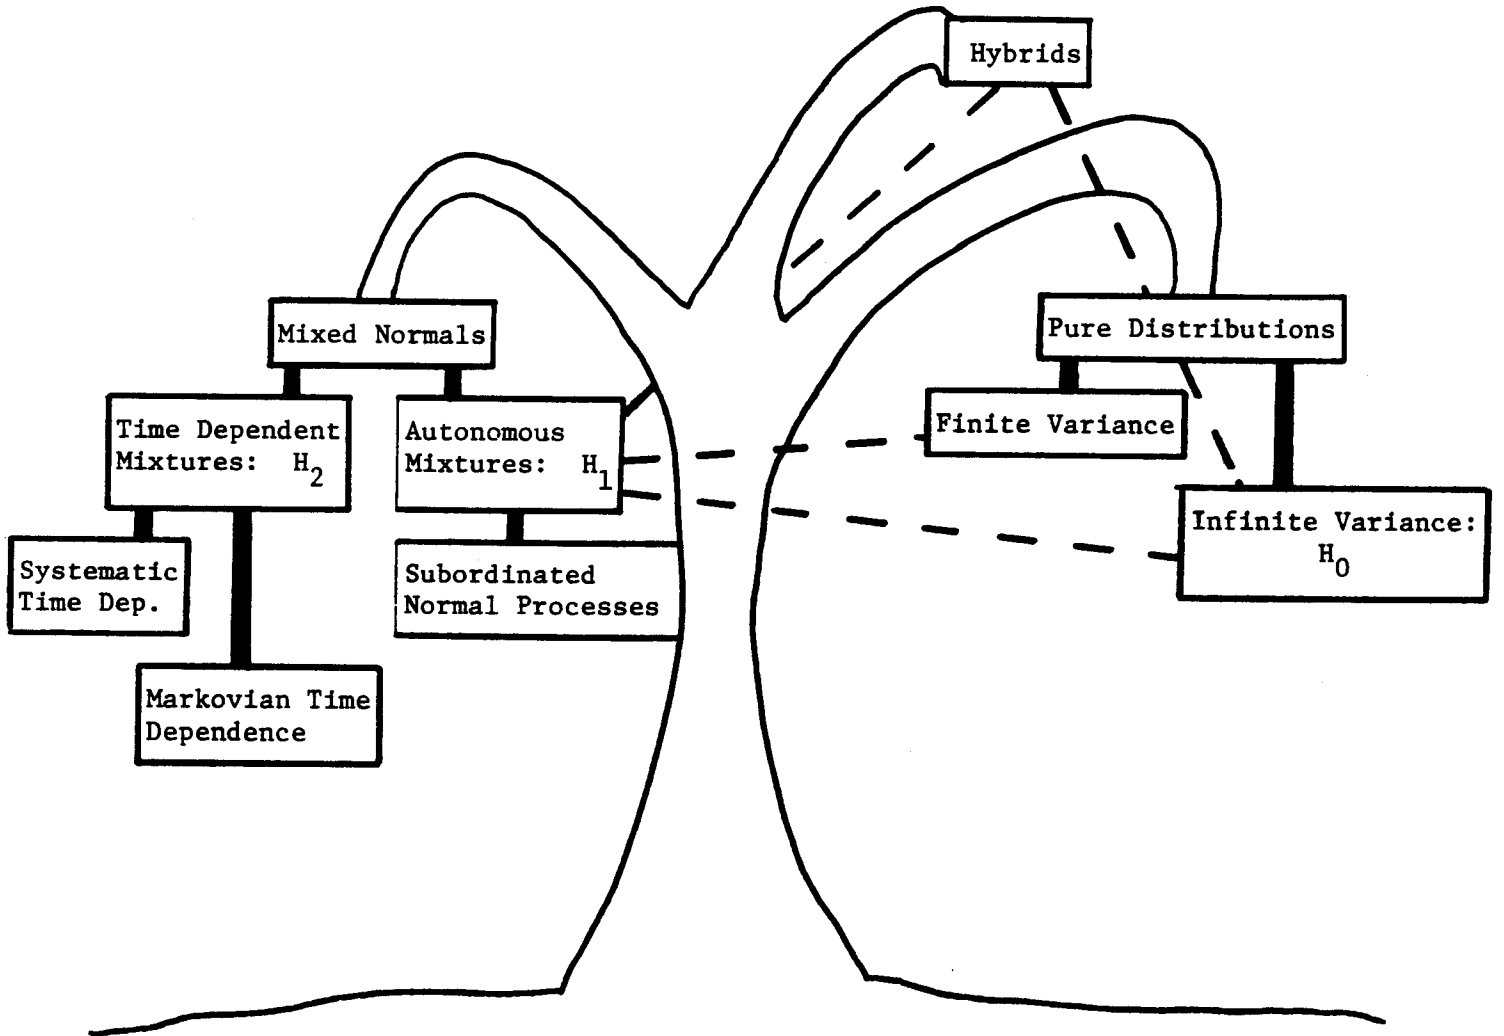 Hybrids
Mixed Normals
Pure Distributions
Time Dependent
Mixtures: H2
Autonomous
Mixtures: H1
Finite Variance
Infinite Variance:
H0
Systematic
Time Dep.
Subordinated
Normal Processes
Markovian Time
Dependence